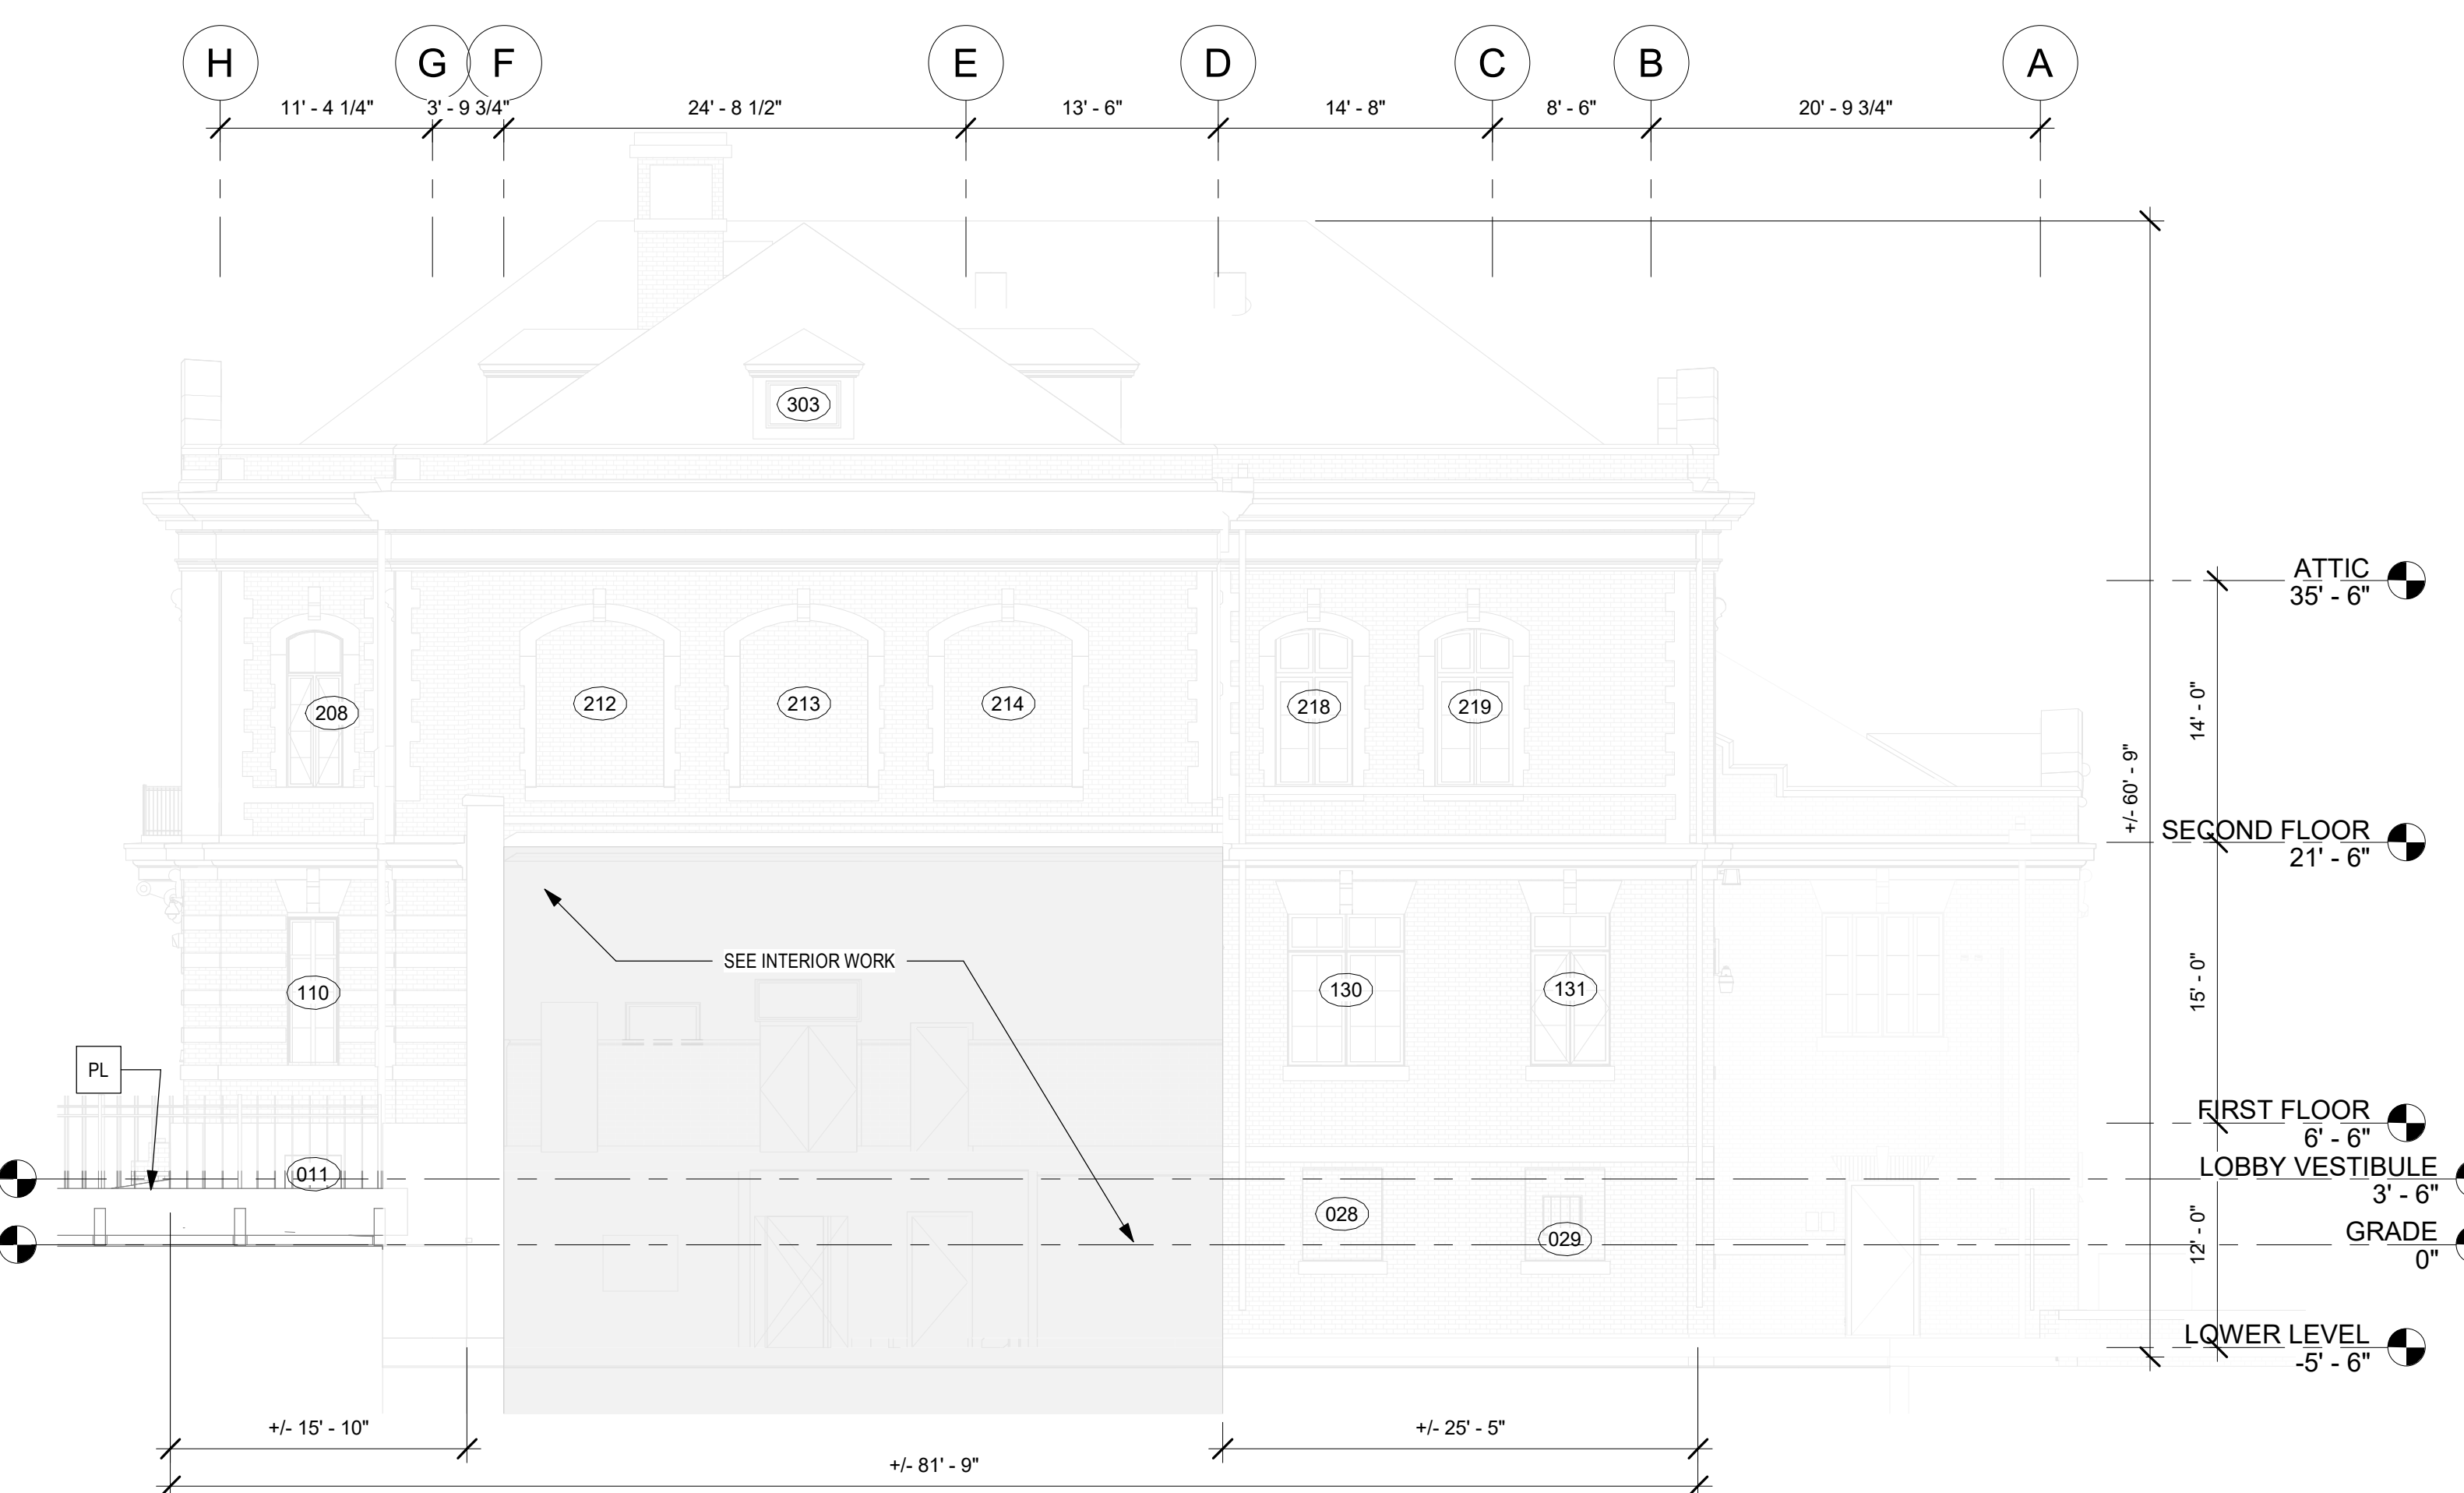 H G F E D C B A
11' - 4 1/4" 3' - 9 3/4" 24' - 8 1/2" 13' - 6" 14' - 8" 8' - 6" 20' - 9 3/4"
303
ATTIC
35' - 6"
208 212 213 214 218 219
14' - 0"
+/- 60' - 9"
SECOND FLOOR
21' - 6"
SEE INTERIOR WORK
110 130 131
15' - 0"
PL
FIRST FLOOR
6' - 6"
011
LOBBY VESTIBULE
3' - 6"
028
029
GRADE
0"
12' - 0"
LOWER LEVEL
-5' - 6"
+/- 15' - 10" +/- 25' - 5"
+/- 81' - 9"